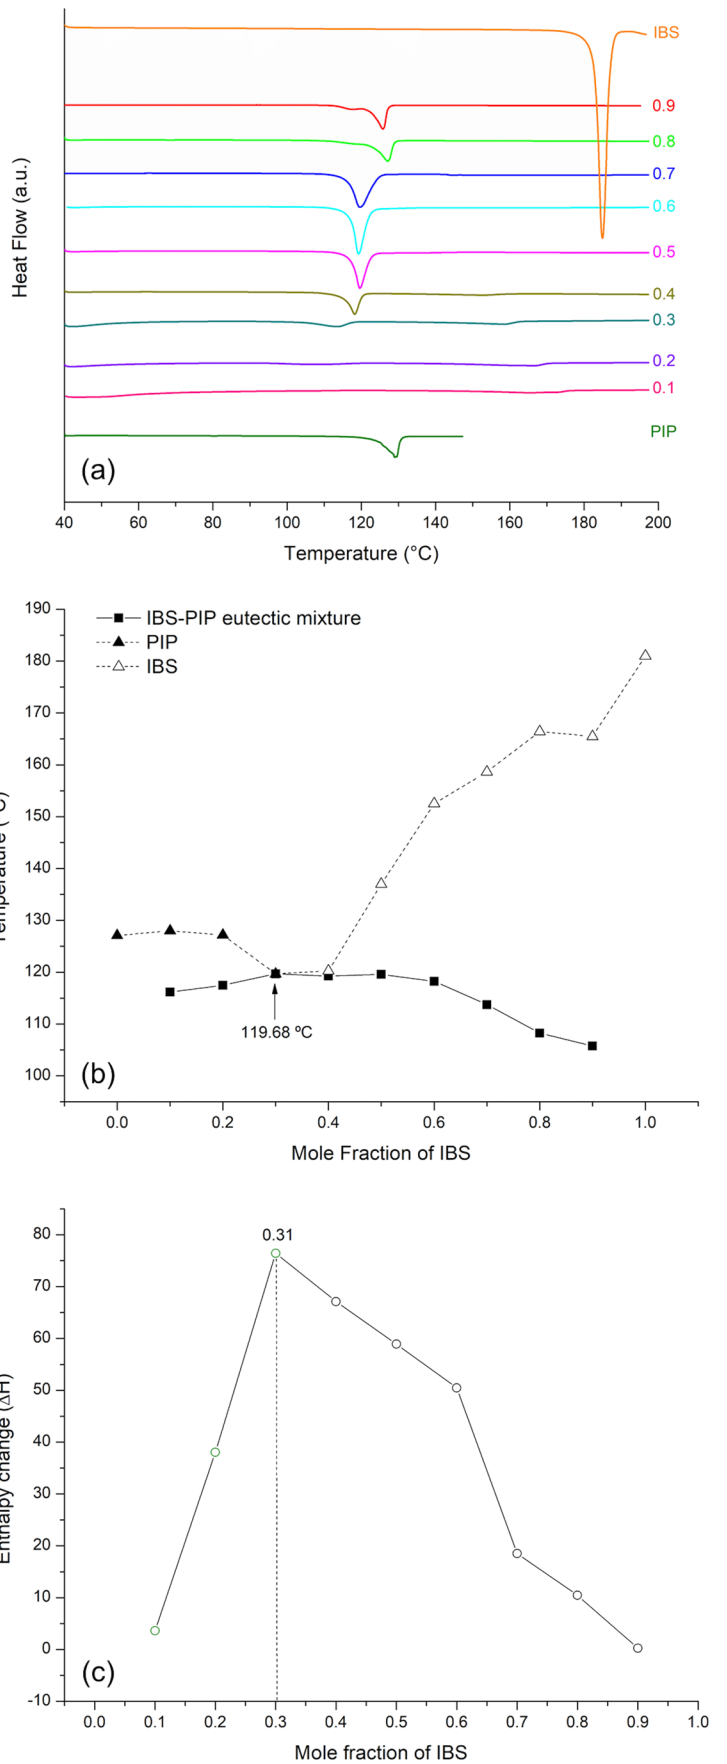 IBS
0.9
0.8
0.7
0.6
0.5
0.4
0.3
0.2
0.1
PIP
Heat Flow (a.u.)
(a)
40 60 80 100 120 140 160 180 200
Temperature (°C)
190
180
170
160
150
140
130
120
110
100
IBS-PIP eutectic mixture
PIP
IBS
119.68 ºC
(b)
0.0 0.2 0.4 0.6 0.8 1.0
Mole Fraction of IBS
80
70
60
50
40
30
20
10
0
-10
Enthalpy change (ΔH)
0.31
(c)
0.0 0.1 0.2 0.3 0.4 0.5 0.6 0.7 0.8 0.9 1.0
Mole fraction of IBS